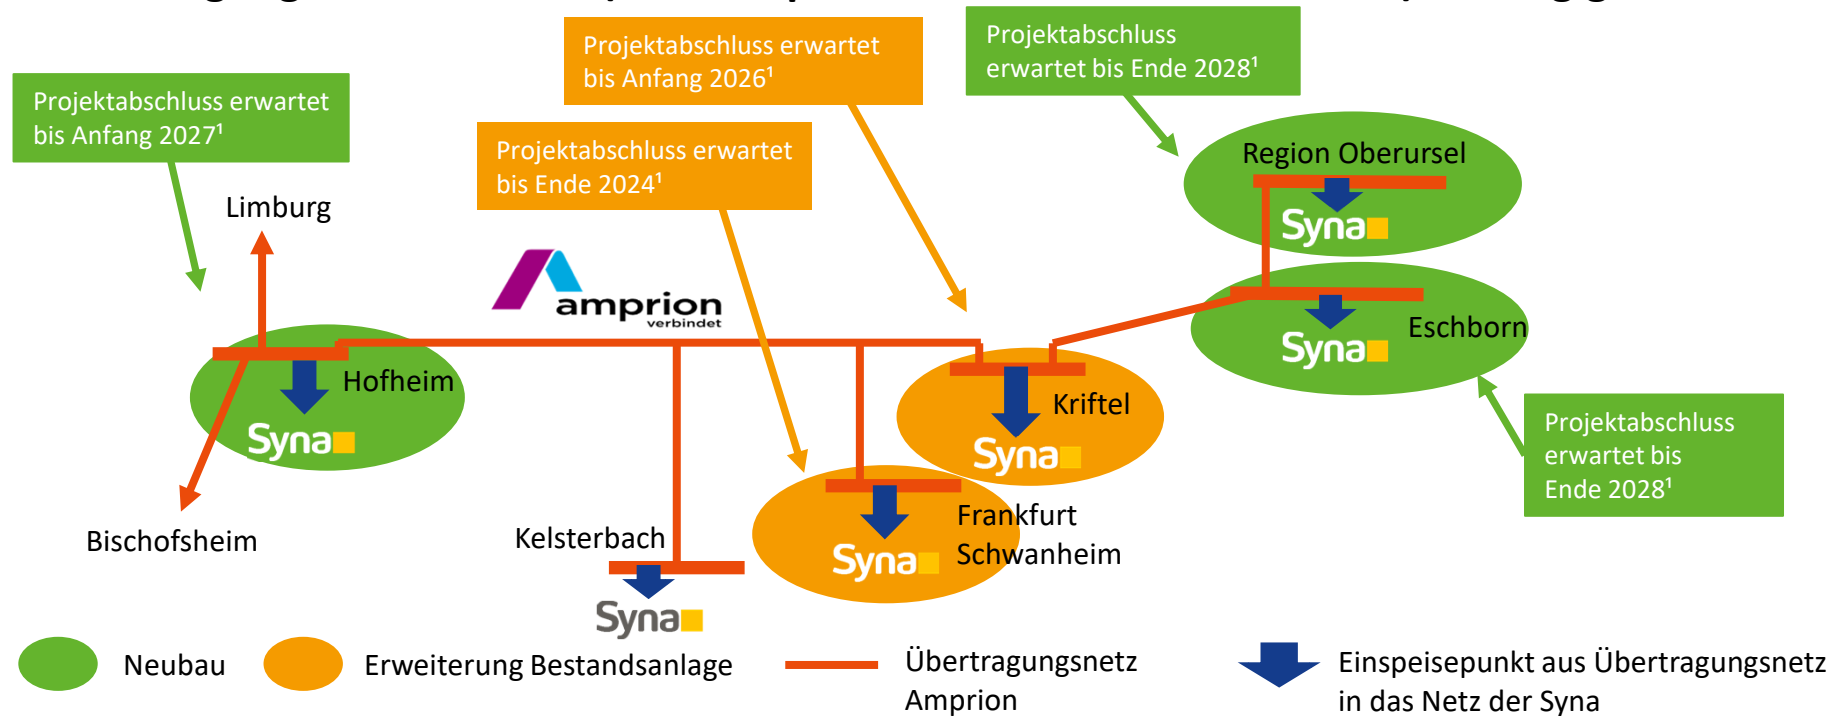 Projektabschluss erwartet
bis Anfang 2026¹
Projektabschluss
erwartet bis Ende 2028¹
Projektabschluss erwartet
bis Anfang 2027¹
Projektabschluss erwartet
bis Ende 2024¹
Region Oberursel
Syna
Limburg
amprion
verbindet
Eschborn
Syna
Hofheim
Syna
Kriftel
Syna
Projektabschluss
erwartet bis
Ende 2028¹
Bischofsheim
Kelsterbach
Syna
Frankfurt
Schwanheim
Syna
Neubau
Erweiterung Bestandsanlage
Übertragungsnetz
Amprion
Einspeisepunkt aus Übertragungsnetz
in das Netz der Syna